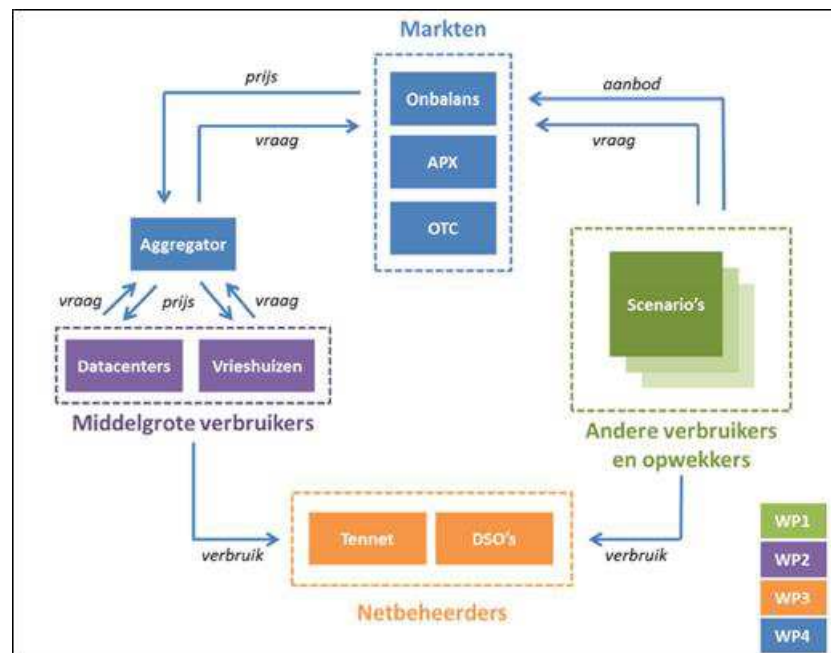 Markten
prijs
Onbalans
aanbod
vraag
vraag
APX
OTC
Aggregator
vraag
prijs
vraag
Scenario's
Datacenters
Vrieshuizen
Middelgrote verbruikers
Andere verbruikers
en opwekkers
verbruik
Tennet
DSO's
verbruik
Netbeheerders
WP1
WP2
WP3
WP4